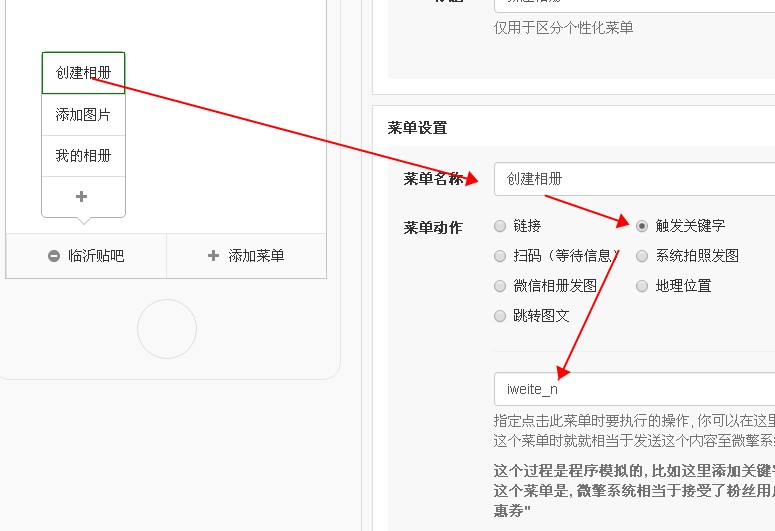 仅用于区分个性化菜单
创建相册
添加图片
我的相册
临沂贴吧
添加菜单
菜单设置
菜单名称
创建相册
菜单动作
链接
触发关键字
扫码（等待信息）
系统拍照发图
微信相册发图
地理位置
跳转图文
iweite_n
指定点击此菜单时要执行的操作, 你可以在这里
这个菜单时就就相当于发送这个内容至微擎系
这个过程是程序模拟的, 比如这里添加关键字
这个菜单是, 微擎系统相当于接受了粉丝用户
惠券"